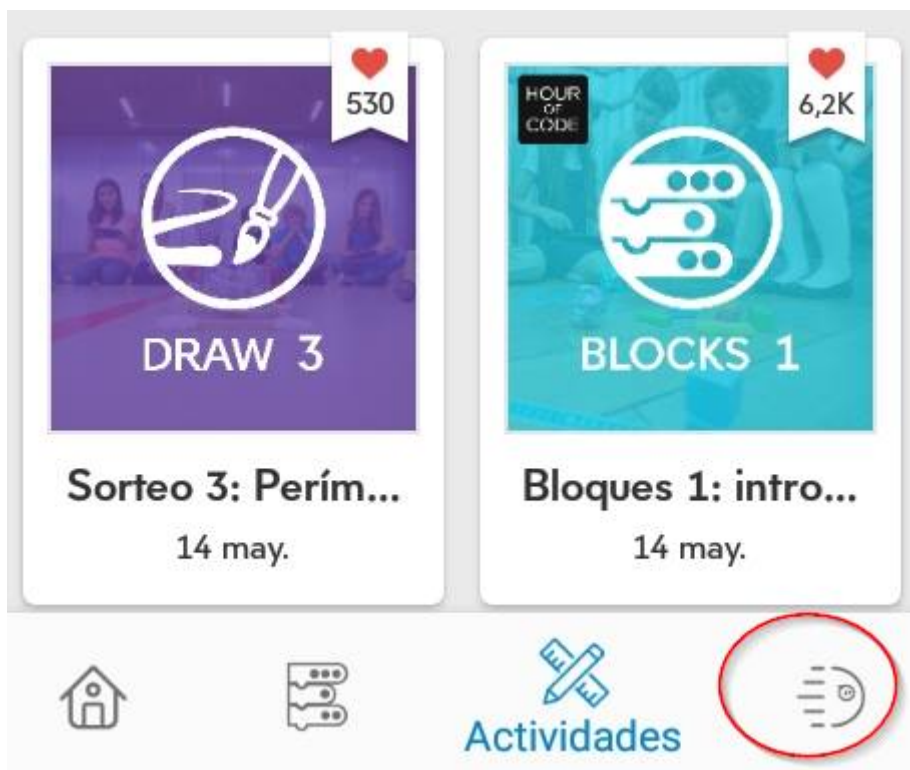 530
DRAW 3
Sorteo 3: Perím...
14 may.
HOUR
OF
CODE
6,2K
BLOCKS 1
Bloques 1: intro...
14 may.
Actividades